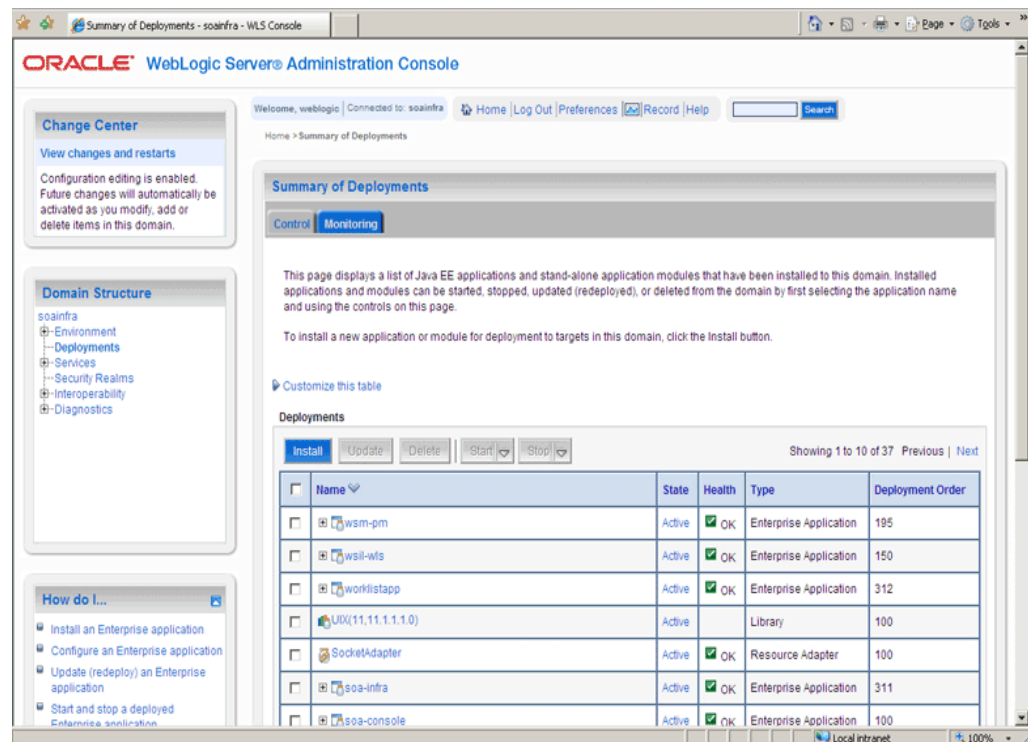 Summary of Deployments - soainfra - WLS Console
Page
Tools
ORACLE® WebLogic Server® Administration Console
Change Center
View changes and restarts
Configuration editing is enabled.
Future changes will automatically be
activated as you modify, add or
delete items in this domain.
Domain Structure
soainfra
Environment
Deployments
Services
Security Realms
Interoperability
Diagnostics
How do I...
Install an Enterprise application
Configure an Enterprise application
Update (redeploy) an Enterprise
application
Start and stop a deployed
Enterprise application
Welcome, weblogic Connected to: soainfra Home Log Out Preferences Record Help Search
Home > Summary of Deployments
Summary of Deployments
Control Monitoring
This page displays a list of Java EE applications and stand-alone application modules that have been installed to this domain. Installed
applications and modules can be started, stopped, updated (redeployed), or deleted from the domain by first selecting the application name
and using the controls on this page.
To install a new application or module for deployment to targets in this domain, click the Install button.
Customize this table
Deployments
Install Update Delete Start Stop Showing 1 to 10 of 37 Previous | Next
Name State Health Type Deployment Order
wsm-pm Active OK Enterprise Application 195
wsil-wls Active OK Enterprise Application 150
worklistapp Active OK Enterprise Application 312
UIX(11,11.1.1.1.0) Active Library 100
SocketAdapter Active OK Resource Adapter 100
soa-infra Active OK Enterprise Application 311
soa-console Active OK Enterprise Application 100
Local intranet 100%